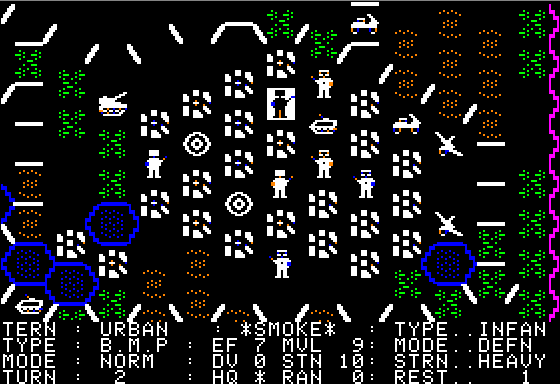 TERN : URBAN : *SMOKE* : TYPE..INFAN
TYPE : B.M.P : EF 7 MVL 9: MODE..DEFN
MODE : NORM : DV 0 STN 10: STRN..HEAVY
TURN : 2 : HQ * RAN 0: REST.. 1